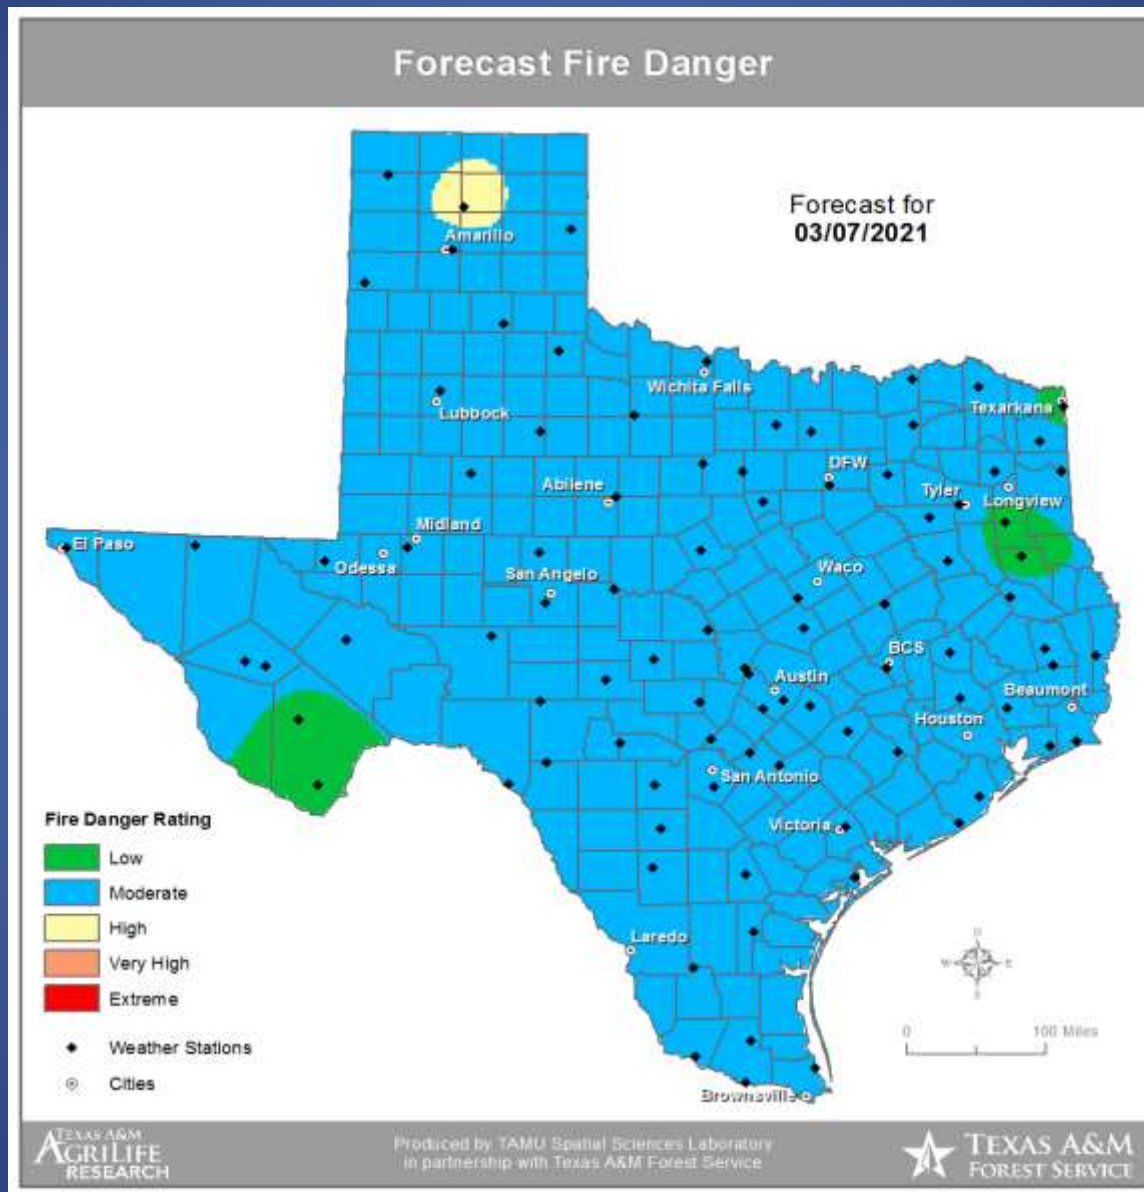 Forecast Fire Danger
Forecast for
03/07/2021
Amarillo
Wichita Falls
Lubbock
Texarkana
DFW
Abilene
Tyler
Longview
Midland
El Paso
Odessa
San Angelo
Waco
BCS
Austin
Beaumont
Houston
San Antonio
Victoria
Laredo
Brownsville
Fire Danger Rating
Low
Moderate
High
Very High
Extreme
Weather Stations
Cities
N
W E
S
0 100 Miles
TEXAS A&M
AGRILIFE
RESEARCH
Produced by TAMU Spatial Sciences Laboratory
in partnership with Texas A&M Forest Service
TEXAS A&M
FOREST SERVICE